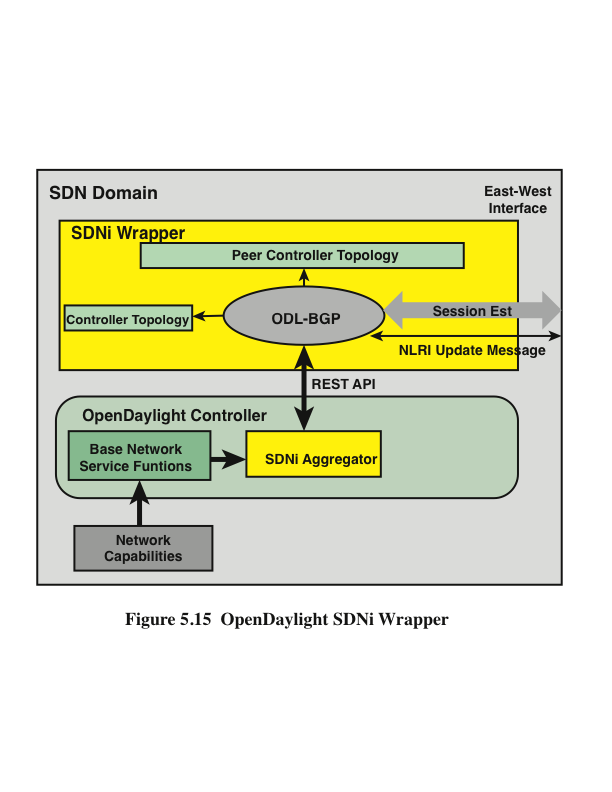 SDN Domain
East-West
Interface
SDNi Wrapper
Peer Controller Topology
Controller Topology
ODL-BGP
Session Est
NLRI Update Message
REST API
OpenDaylight Controller
Base Network
Service Funtions
SDNi Aggregator
Network
Capabilities
Figure 5.15 OpenDaylight SDNi Wrapper